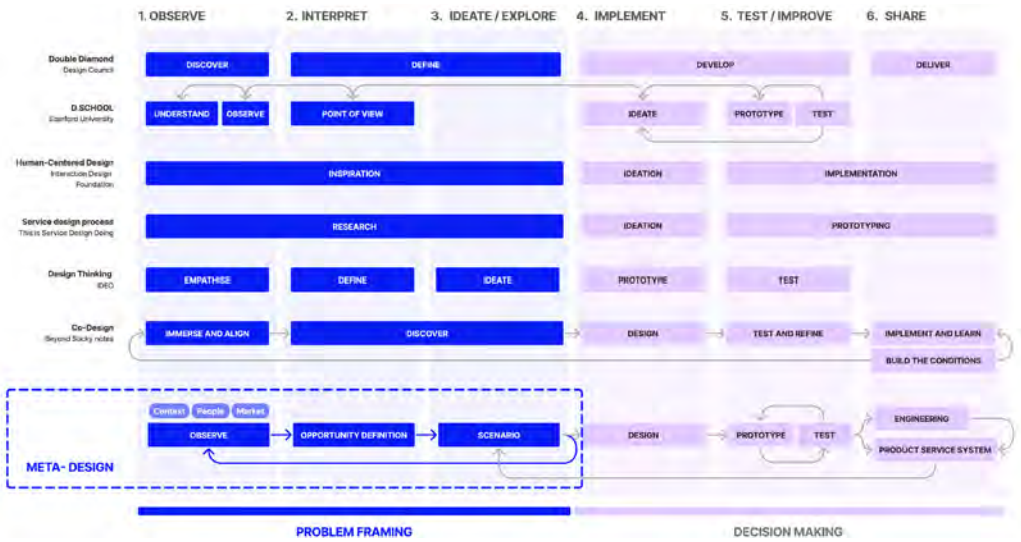 1. OBSERVE
2. INTERPRET
3. IDEATE / EXPLORE
4. IMPLEMENT
5. TEST / IMPROVE
6. SHARE
Double Diamond
Design Council
DISCOVER
DEFINE
DEVELOP
DELIVER
D.SCHOOL
Stanford University
UNDERSTAND
OBSERVE
POINT OF VIEW
IDEATE
PROTOTYPE
TEST
Human-Centered Design
Interaction Design
Foundation
INSPIRATION
IDEATION
IMPLEMENTATION
Service design process
This is Service Design Doing
RESEARCH
IDEATION
PROTOTYPING
Design Thinking
IDEO
EMPATHISE
DEFINE
IDEATE
PROTOTYPE
TEST
Co-Design
Beyond Sticky notes
IMMERSE AND ALIGN
DISCOVER
DESIGN
TEST AND REFINE
IMPLEMENT AND LEARN
BUILD THE CONDITIONS
META- DESIGN
Context
People
Market
OBSERVE
OPPORTUNITY DEFINITION
SCENARIO
DESIGN
PROTOTYPE
TEST
ENGINEERING
PRODUCT SERVICE SYSTEM
PROBLEM FRAMING
DECISION MAKING